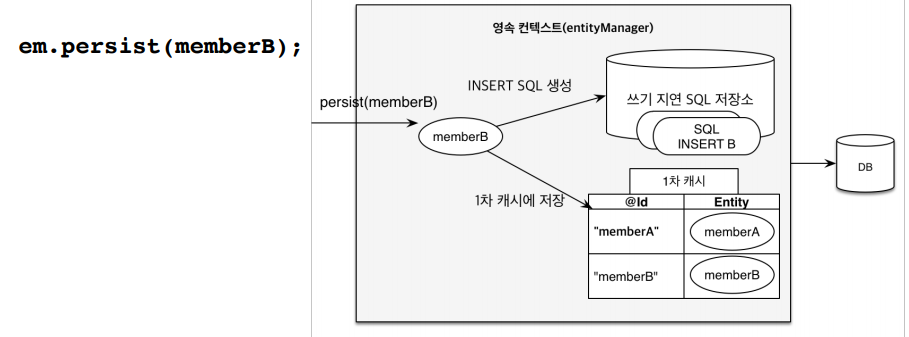 em.persist(memberB);
영속 컨텍스트(entityManager)
INSERT SQL 생성
쓰기 지연 SQL 저장소
persist(memberB)
memberB
SQL
INSERT B
DB
1차 캐시
1차 캐시에 저장
@Id Entity
"memberA" memberA
"memberB" memberB